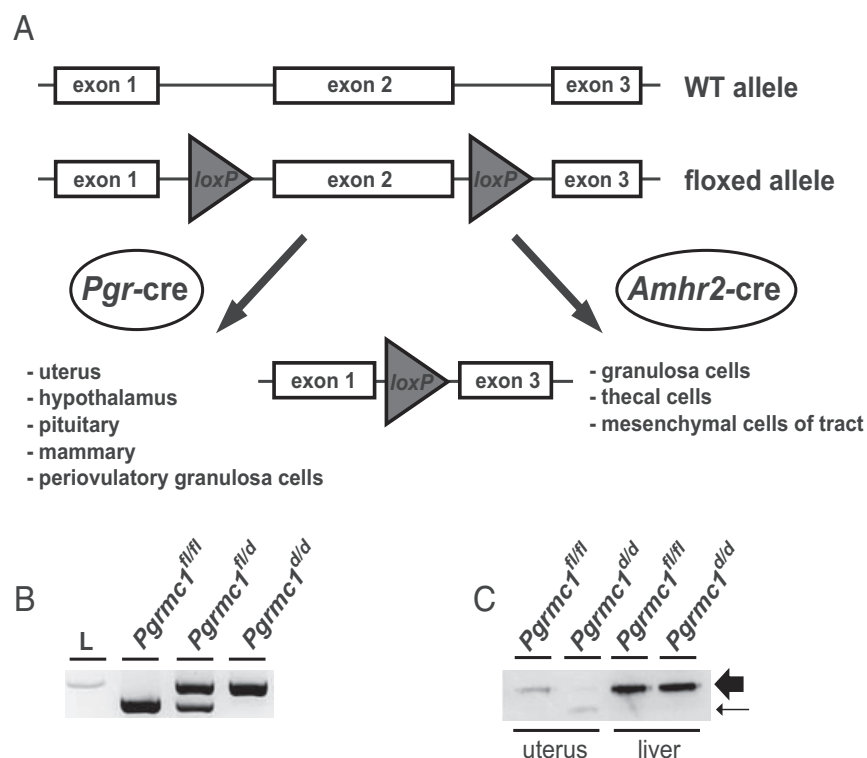 A
exon 1 exon 2 exon 3 WT allele
exon 1 loxP exon 2 loxP exon 3 floxed allele
Pgr-cre Amhr2-cre
- uterus
- hypothalamus
- pituitary
- mammary
- periovulatory granulosa cells
exon 1 loxP exon 3
- granulosa cells
- thecal cells
- mesenchymal cells of tract
B
L Pgrmc1fl/fl Pgrmc1fl/d Pgrmc1d/d
C
Pgrmc1fl/fl Pgrmc1d/d Pgrmc1fl/fl Pgrmc1d/d
uterus liver